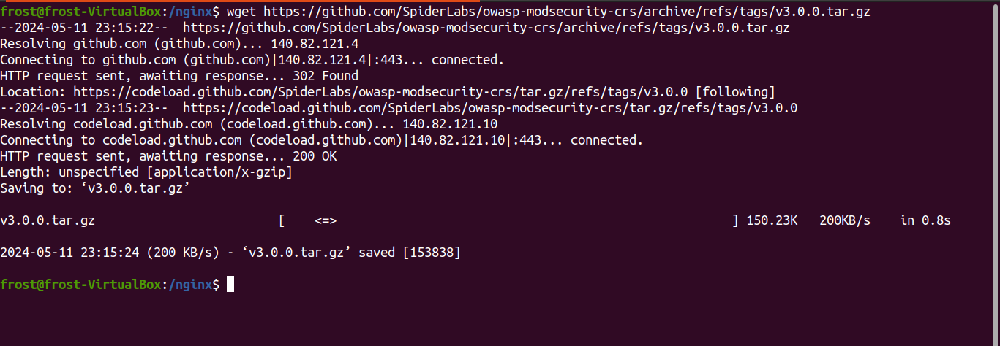 frost@frost-VirtualBox:/nginx$ wget https://github.com/SpiderLabs/owasp-modsecurity-crs/archive/refs/tags/v3.0.0.tar.gz
--2024-05-11 23:15:22--  https://github.com/SpiderLabs/owasp-modsecurity-crs/archive/refs/tags/v3.0.0.tar.gz
Resolving github.com (github.com)... 140.82.121.4
Connecting to github.com (github.com)|140.82.121.4|:443... connected.
HTTP request sent, awaiting response... 302 Found
Location: https://codeload.github.com/SpiderLabs/owasp-modsecurity-crs/tar.gz/refs/tags/v3.0.0 [following]
--2024-05-11 23:15:23--  https://codeload.github.com/SpiderLabs/owasp-modsecurity-crs/tar.gz/refs/tags/v3.0.0
Resolving codeload.github.com (codeload.github.com)... 140.82.121.10
Connecting to codeload.github.com (codeload.github.com)|140.82.121.10|:443... connected.
HTTP request sent, awaiting response... 200 OK
Length: unspecified [application/x-gzip]
Saving to: ‘v3.0.0.tar.gz’
v3.0.0.tar.gz                         [    <=>                                                      ] 150.23K   200KB/s    in 0.8s
2024-05-11 23:15:24 (200 KB/s) - ‘v3.0.0.tar.gz’ saved [153838]
frost@frost-VirtualBox:/nginx$